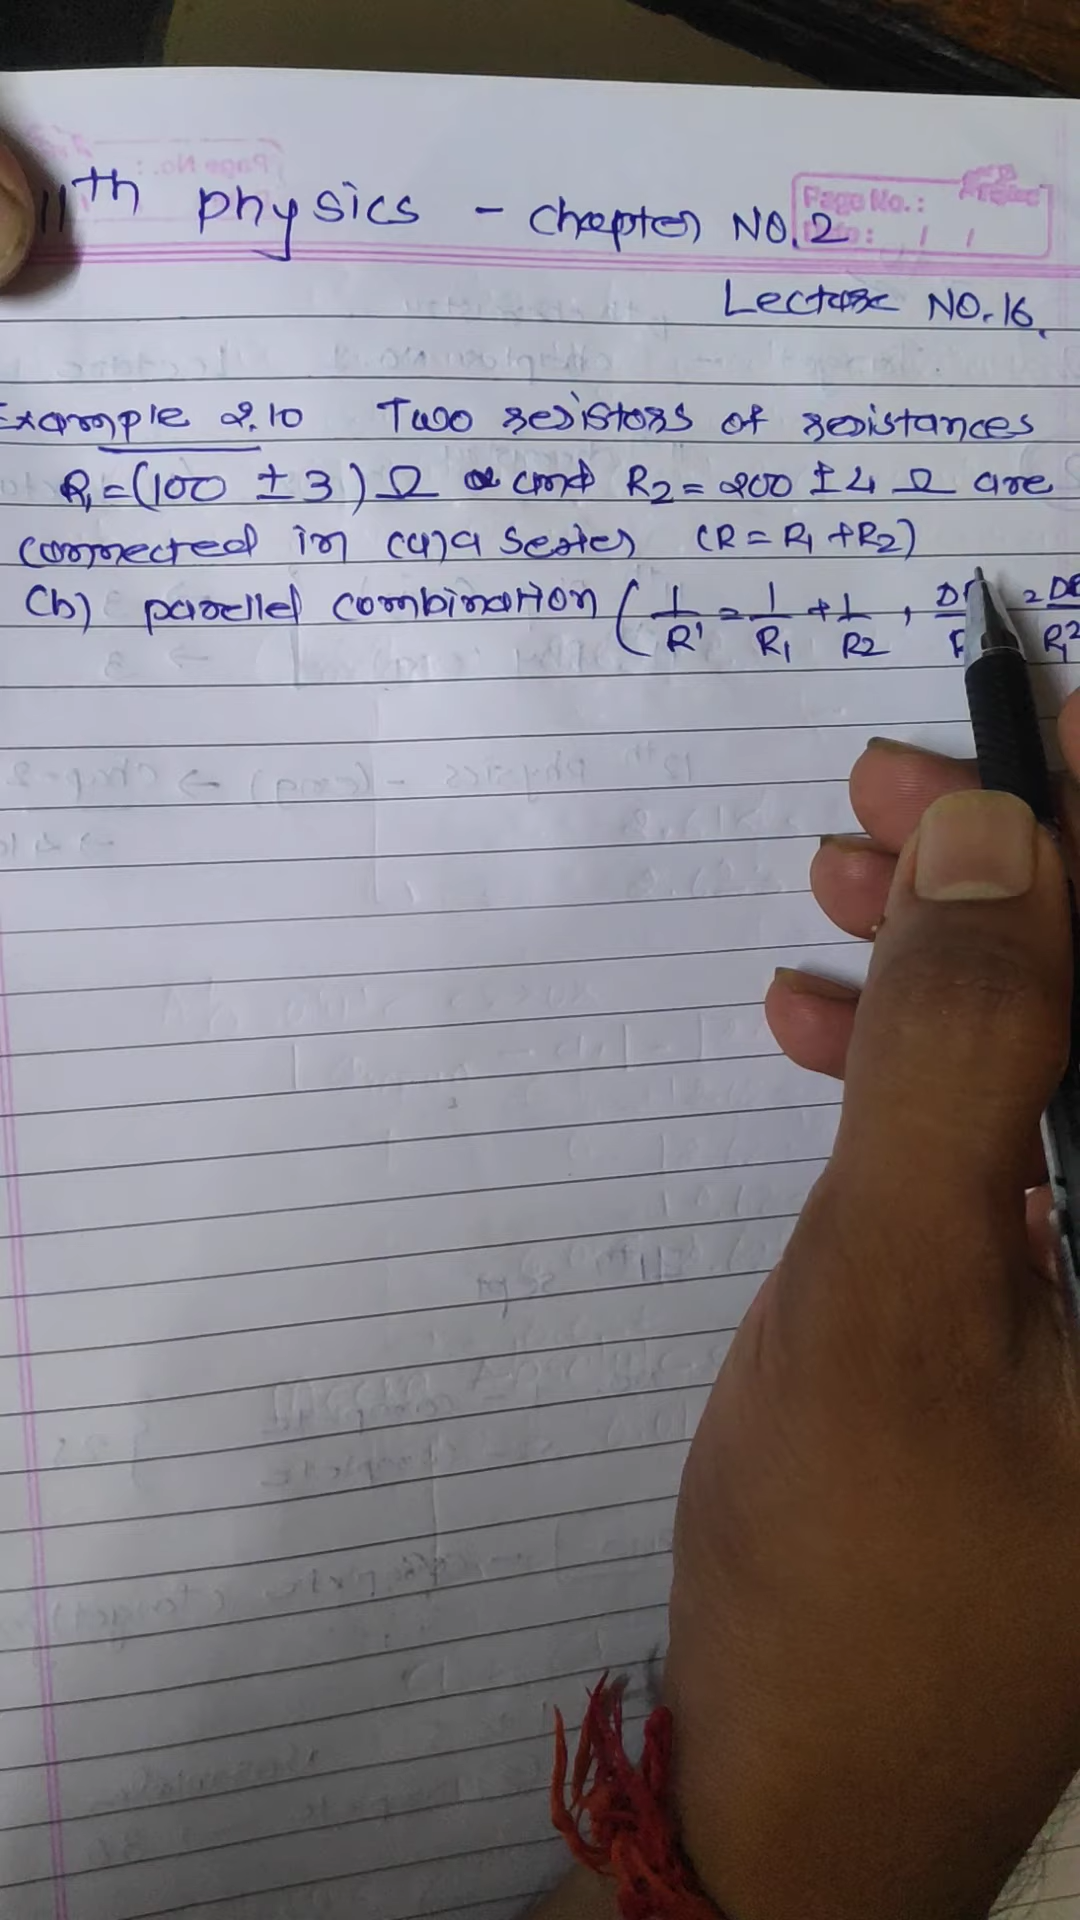 11th physics - chapter NO.2
Page No.:
Lecture NO.16.
Example 2.10 Two resistors of resistances
R1=(100 ± 3) Ω and R2= 200 ± 4 Ω are
connected in (a) a series (R = R1 + R2)
(b) parellel combination ( 1/R' = 1/R1 + 1/R2 ,